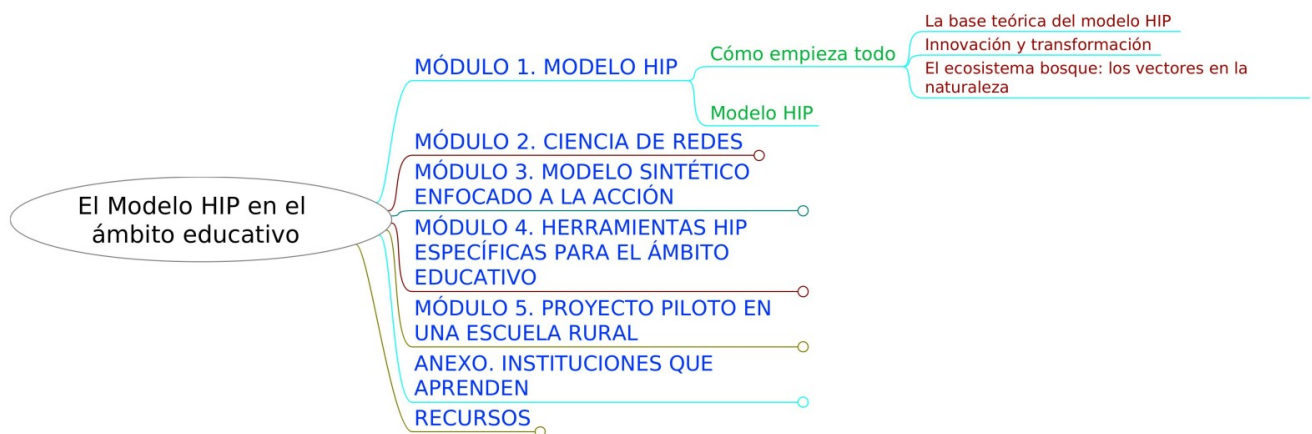 El Modelo HIP en el
ámbito educativo
MÓDULO 1. MODELO HIP
Cómo empieza todo
La base teórica del modelo HIP
Innovación y transformación
El ecosistema bosque: los vectores en la
naturaleza
Modelo HIP
MÓDULO 2. CIENCIA DE REDES
MÓDULO 3. MODELO SINTÉTICO
ENFOCADO A LA ACCIÓN
MÓDULO 4. HERRAMIENTAS HIP
ESPECÍFICAS PARA EL ÁMBITO
EDUCATIVO
MÓDULO 5. PROYECTO PILOTO EN
UNA ESCUELA RURAL
ANEXO. INSTITUCIONES QUE
APRENDEN
RECURSOS